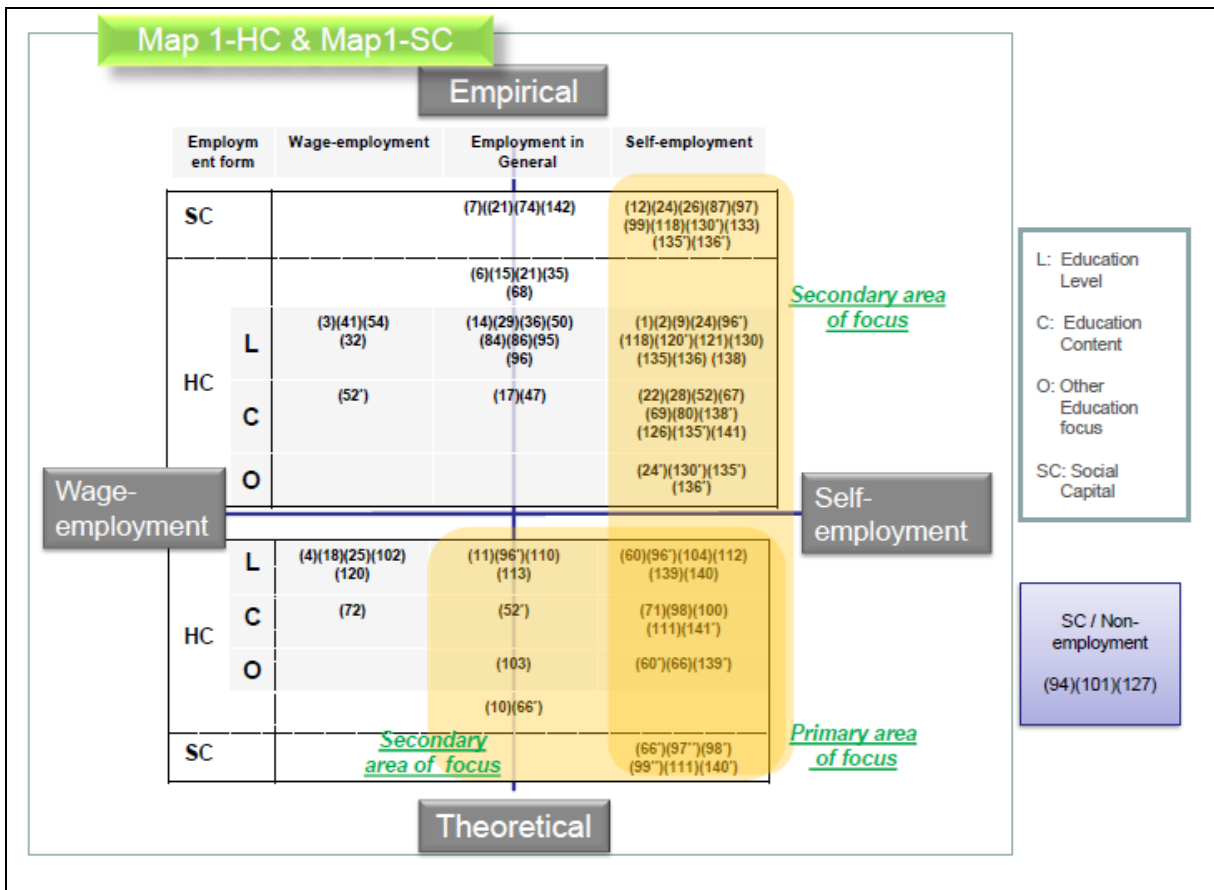 Map 1-HC & Map1-SC
Empirical
Employm
ent form
Wage-employment
Employment in
General
Self-employment
SC
(7)((21)(74)(142)
(12)(24)(26)(87)(97)
(99)(118)(130')(133)
(135')(136')
HC
(6)(15)(21)(35)
(68)
L
(3)(41)(54)
(32)
(14)(29)(36)(50)
(84)(86)(95)
(96)
(1)(2)(9)(24)(96')
(118)(120')(121)(130)
(135)(136) (138)
C
(52')
(17)(47)
(22)(28)(52)(67)
(69)(80)(138')
(126)(135')(141)
O
(24')(130')(135')
(136')
Secondary area
of focus
Wage-
employment
Self-
employment
HC
L
(4)(18)(25)(102)
(120)
(11)(96')(110)
(113)
(60)(96')(104)(112)
(139)(140)
C
(72)
(52')
(71)(98)(100)
(111)(141')
O
(103)
(60')(66)(139')
(10)(66')
SC
(66')(97'')(98')
(99'')(111)(140')
Secondary
area of focus
Primary area
of focus
Theoretical
L: Education
Level
C: Education
Content
O: Other
Education
focus
SC: Social
Capital
SC / Non-
employment
(94)(101)(127)